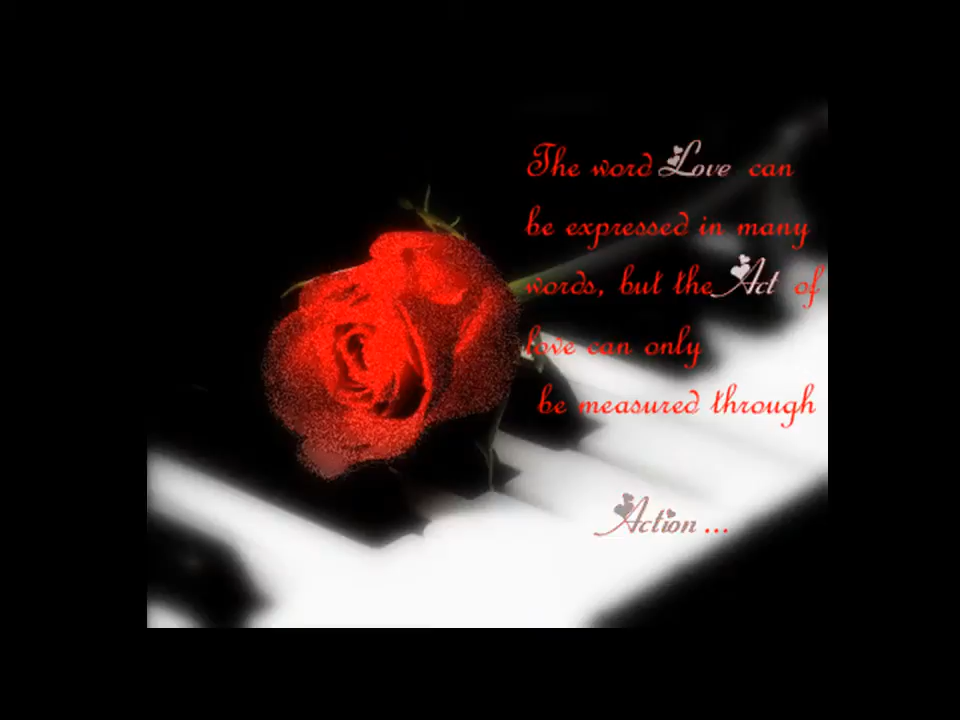 The word Love can
be expressed in many
words, but the Act of
love can only
be measured through
Action ...